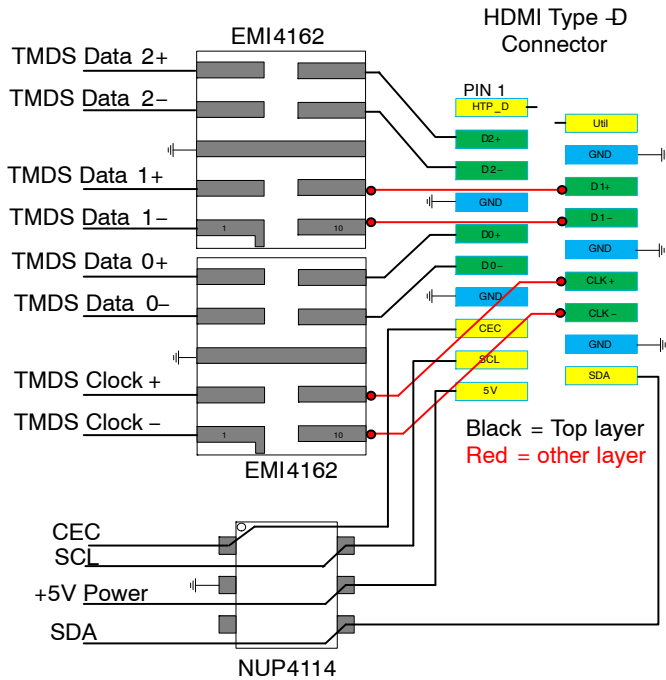 HDMI Type-D
Connector
EMI4162
TMDS Data 2+
TMDS Data 2−
TMDS Data 1+
TMDS Data 1−
1
10
TMDS Data 0+
TMDS Data 0−
TMDS Clock +
TMDS Clock −
1
10
EMI4162
PIN 1
HTP_D
D2+
D2−
GND
D0+
D0−
GND
CEC
SCL
5V
Util
GND
D1+
D1−
GND
CLK+
CLK−
GND
SDA
Black = Top layer
Red = other layer
CEC
SCL
+5V Power
SDA
NUP4114